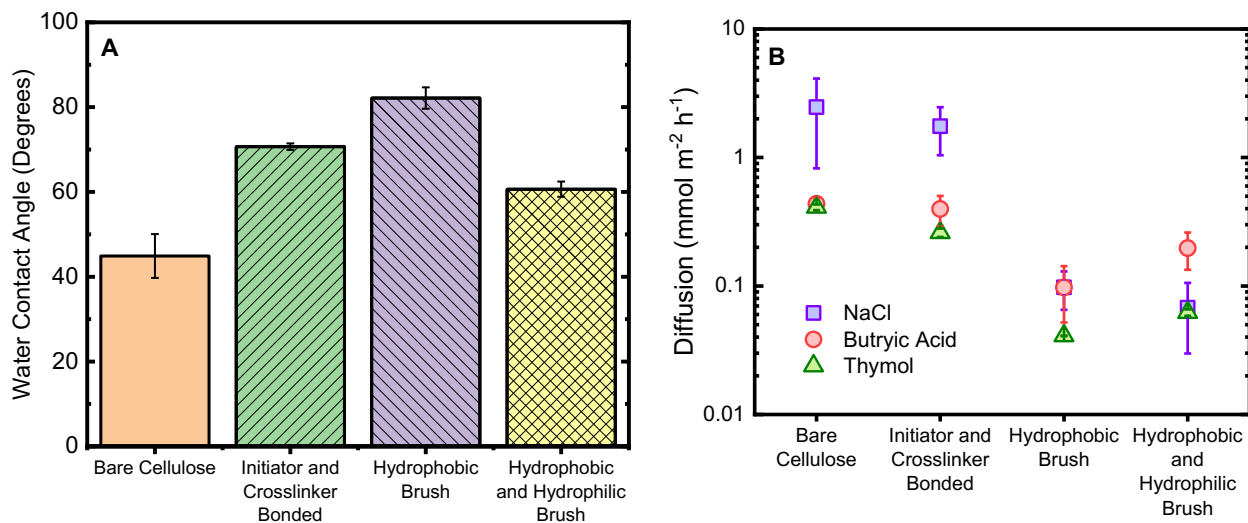 A
Water Contact Angle (Degrees)
100
80
60
40
20
0
Bare Cellulose
Initiator and
Crosslinker
Bonded
Hydrophobic
Brush
Hydrophobic
and Hydrophilic
Brush
B
Diffusion (mmol m⁻² h⁻¹)
10
1
0.1
0.01
NaCl
Butryic Acid
Thymol
Bare
Cellulose
Initiator and
Crosslinker
Bonded
Hydrophobic
Brush
Hydrophobic
and
Hydrophilic
Brush